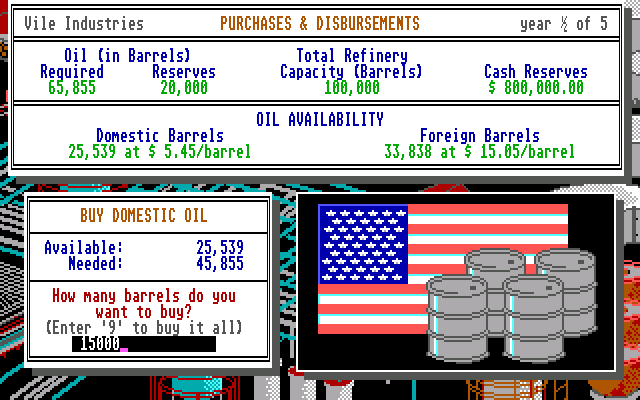 Vile Industries PURCHASES & DISBURSEMENTS year ½ of 5
Oil (in Barrels) Total Refinery
Required Reserves Capacity (Barrels) Cash Reserves
65,855 20,000 100,000 $ 800,000.00
OIL AVAILABILITY
Domestic Barrels Foreign Barrels
25,539 at $ 5.45/barrel 33,838 at $ 15.05/barrel
BUY DOMESTIC OIL
Available: 25,539
Needed: 45,855
How many barrels do you
want to buy?
(Enter '9' to buy it all)
15000